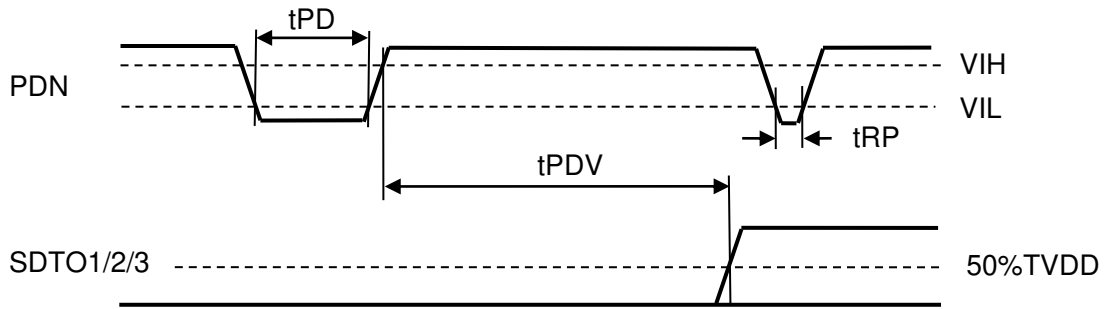 tPD
PDN
VIH
VIL
tRP
tPDV
SDTO1/2/3
50%TVDD